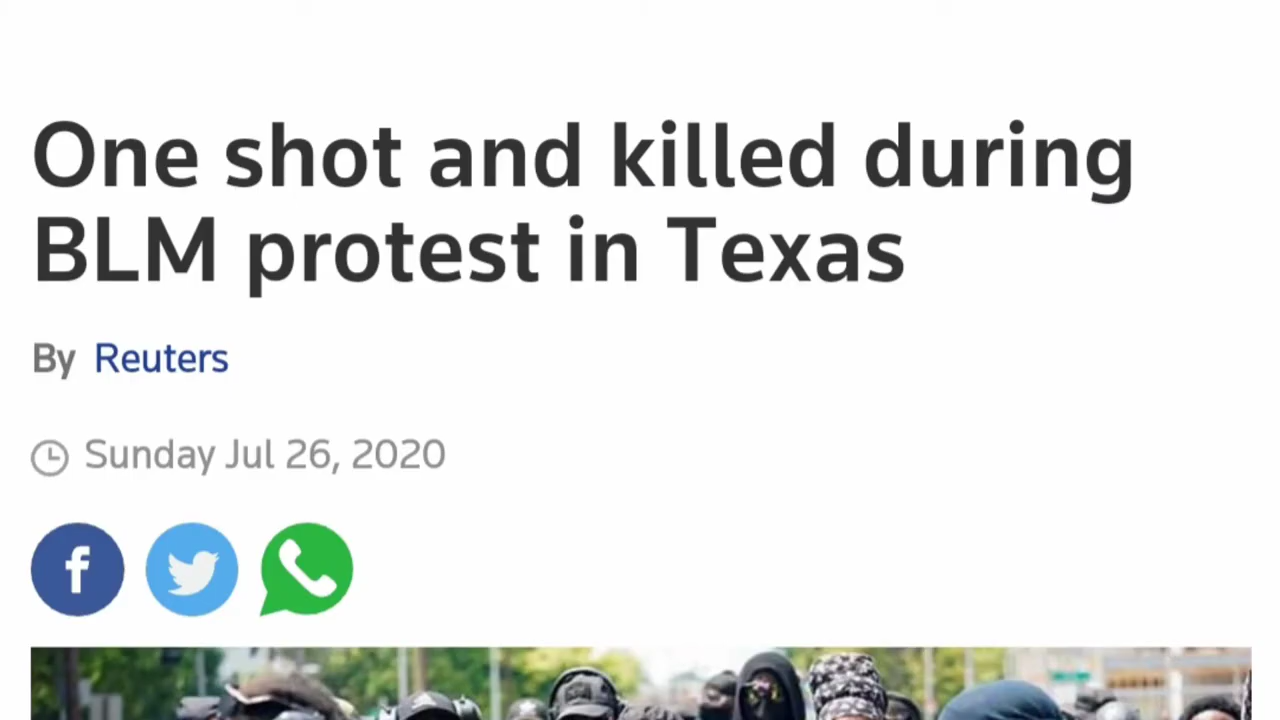 One shot and killed during
BLM protest in Texas
By Reuters
Sunday Jul 26, 2020